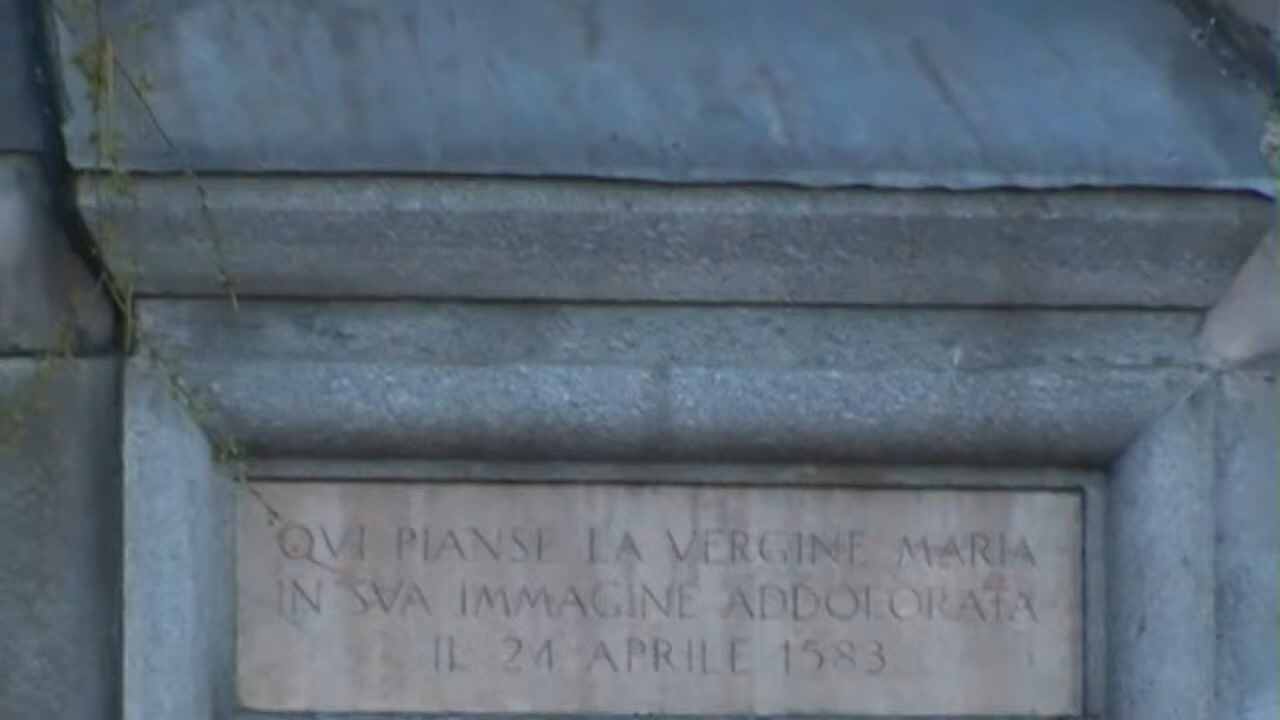 QVI PIANSE LA VERGINE MARIA
IN SVA IMMAGINE ADDOLORATA
IL 24 APRILE 1583